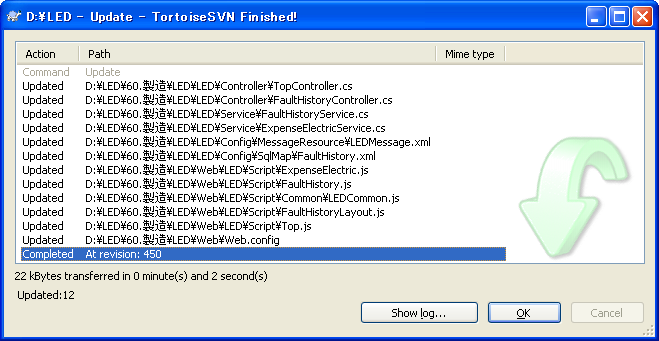 D:¥LED - Update - TortoiseSVN Finished!
Action Path Mime type
Command Update
Updated D:¥LED¥60.製造¥LED¥LED¥Controller¥TopController.cs
Updated D:¥LED¥60.製造¥LED¥LED¥Controller¥FaultHistoryController.cs
Updated D:¥LED¥60.製造¥LED¥LED¥Service¥FaultHistoryService.cs
Updated D:¥LED¥60.製造¥LED¥LED¥Service¥ExpenseElectricService.cs
Updated D:¥LED¥60.製造¥LED¥LED¥Config¥MessageResource¥LEDMessage.xml
Updated D:¥LED¥60.製造¥LED¥LED¥Config¥SqlMap¥FaultHistory.xml
Updated D:¥LED¥60.製造¥LED¥Web¥LED¥Script¥ExpenseElectric.js
Updated D:¥LED¥60.製造¥LED¥Web¥LED¥Script¥FaultHistory.js
Updated D:¥LED¥60.製造¥LED¥Web¥LED¥Script¥Common¥LEDCommon.js
Updated D:¥LED¥60.製造¥LED¥Web¥LED¥Script¥FaultHistoryLayout.js
Updated D:¥LED¥60.製造¥LED¥Web¥LED¥Script¥Top.js
Updated D:¥LED¥60.製造¥LED¥Web¥Web.config
Completed At revision: 450
22 kBytes transferred in 0 minute(s) and 2 second(s)
Updated:12
Show log... OK Cancel